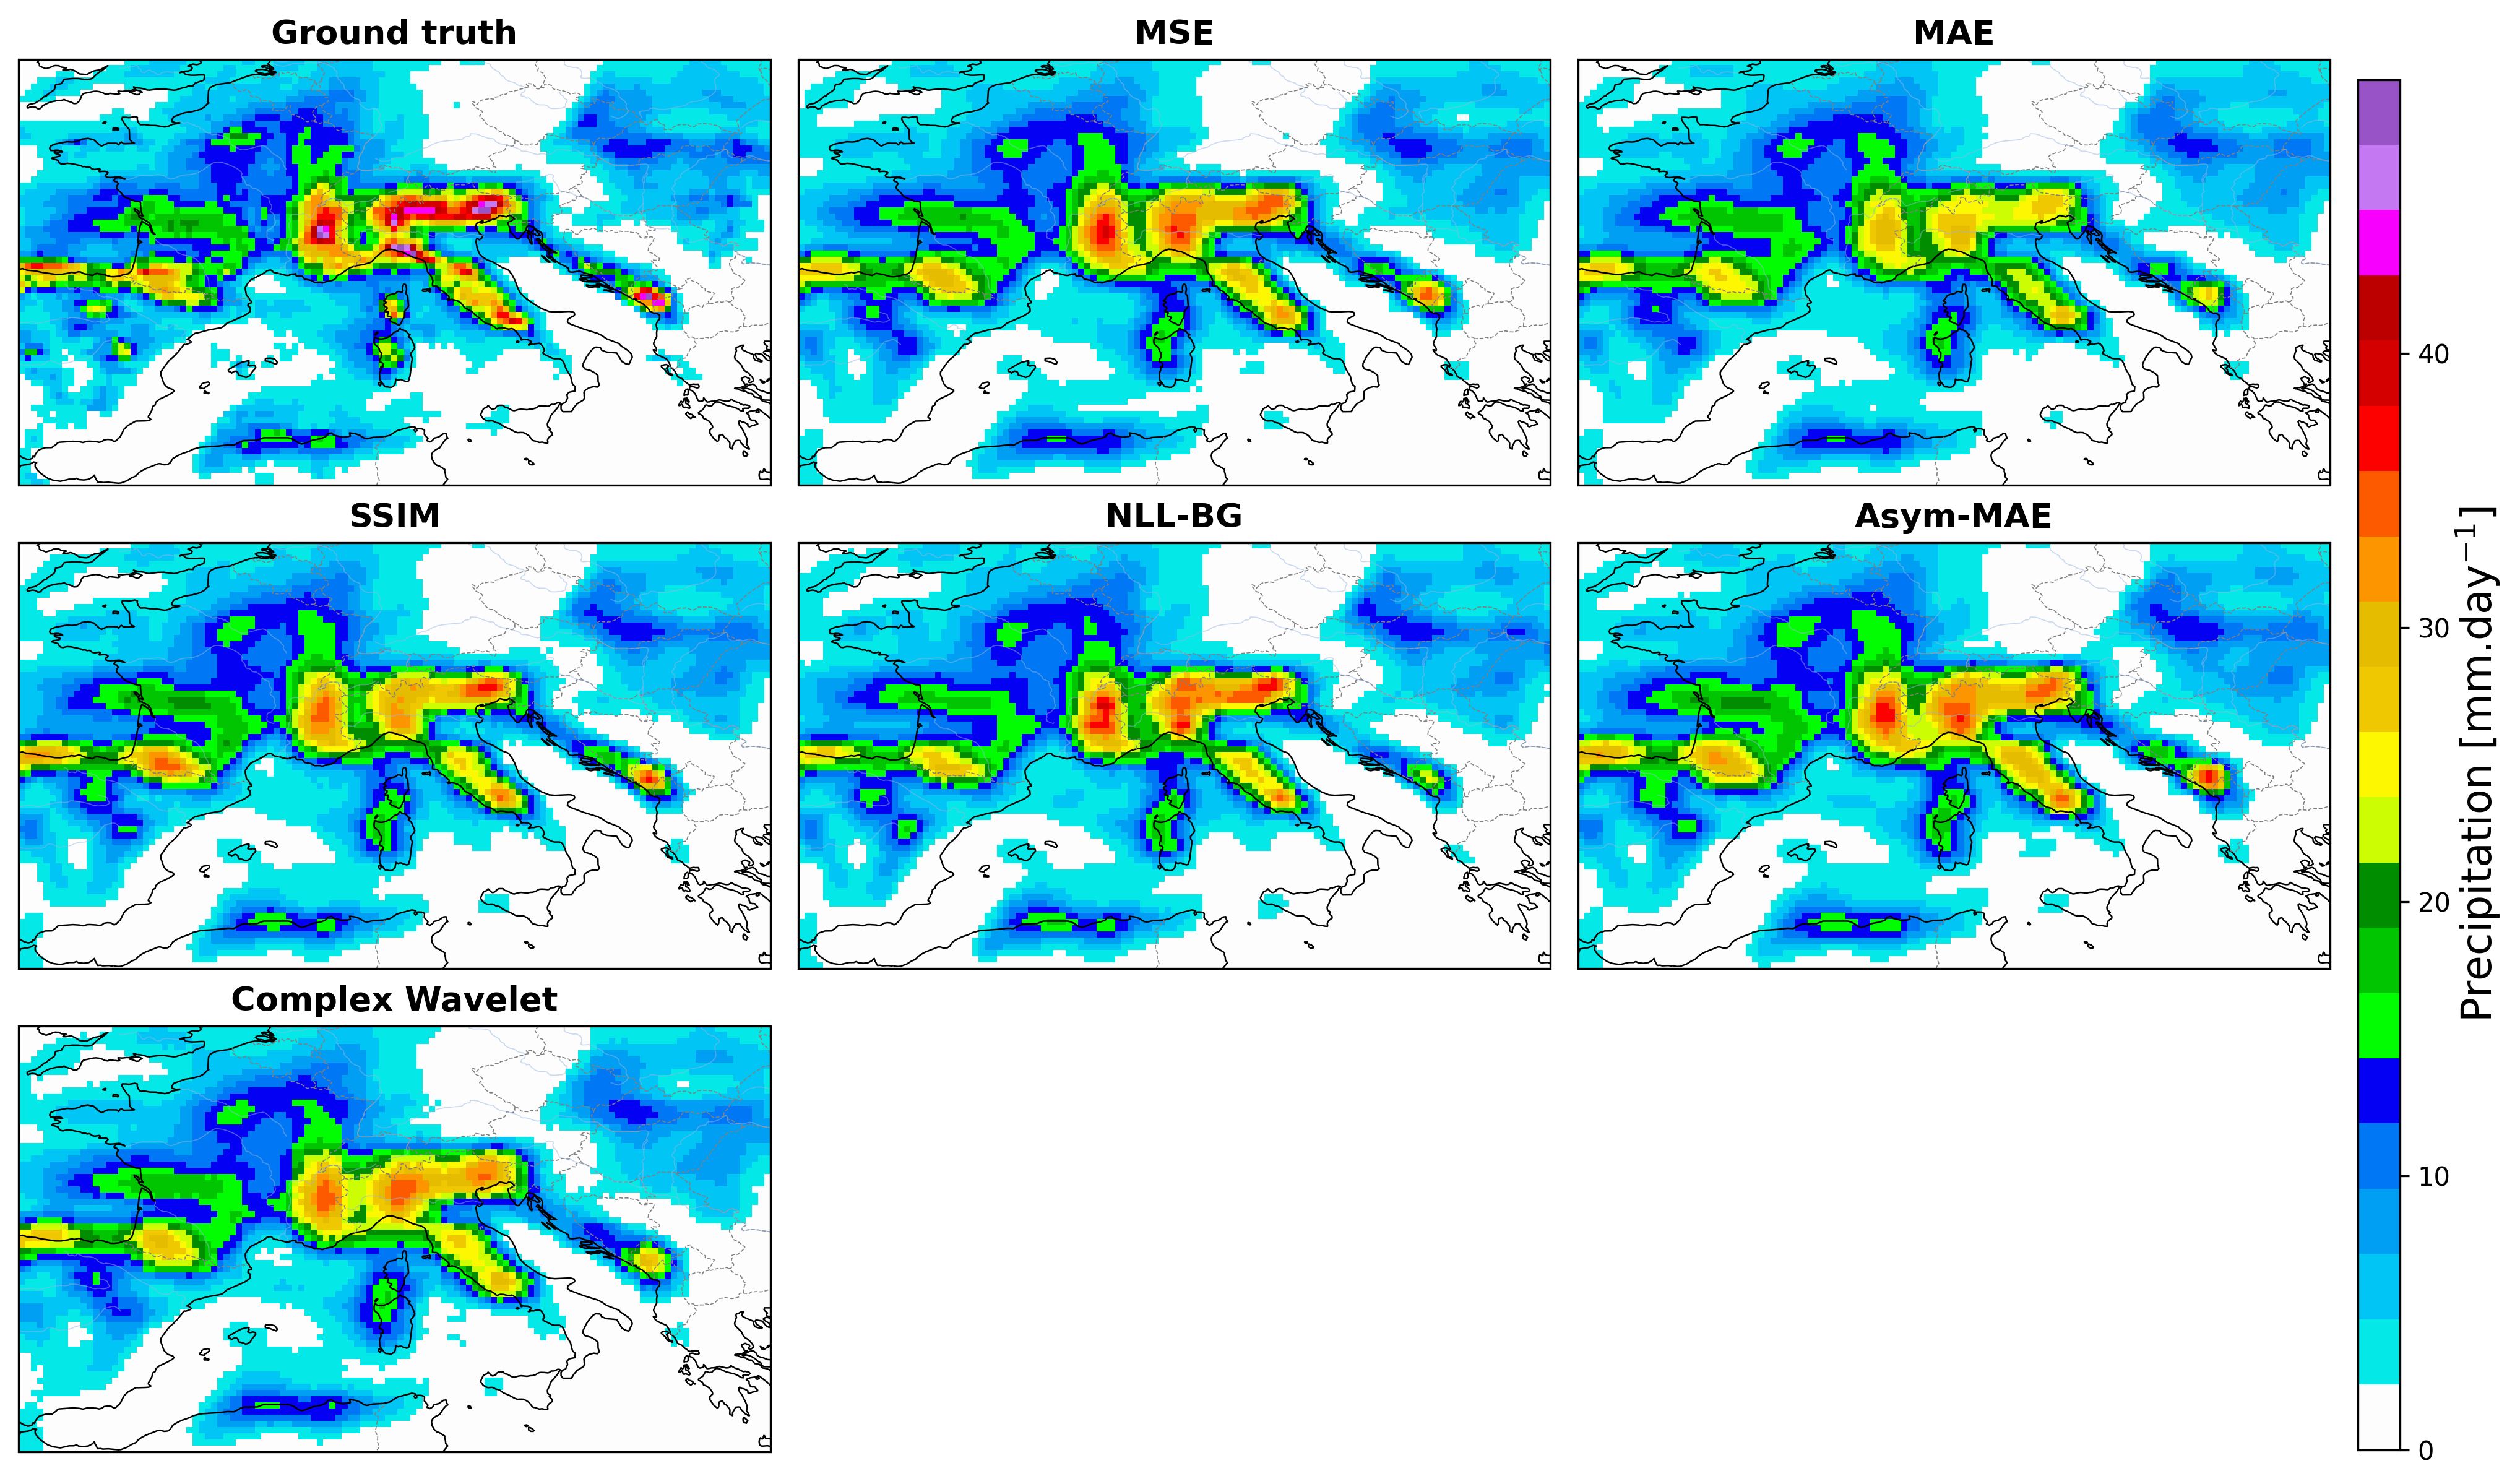 Ground truth
MSE
MAE
SSIM
NLL-BG
Asym-MAE
Complex Wavelet
40
30
20
10
0
Precipitation [mm.day⁻¹]